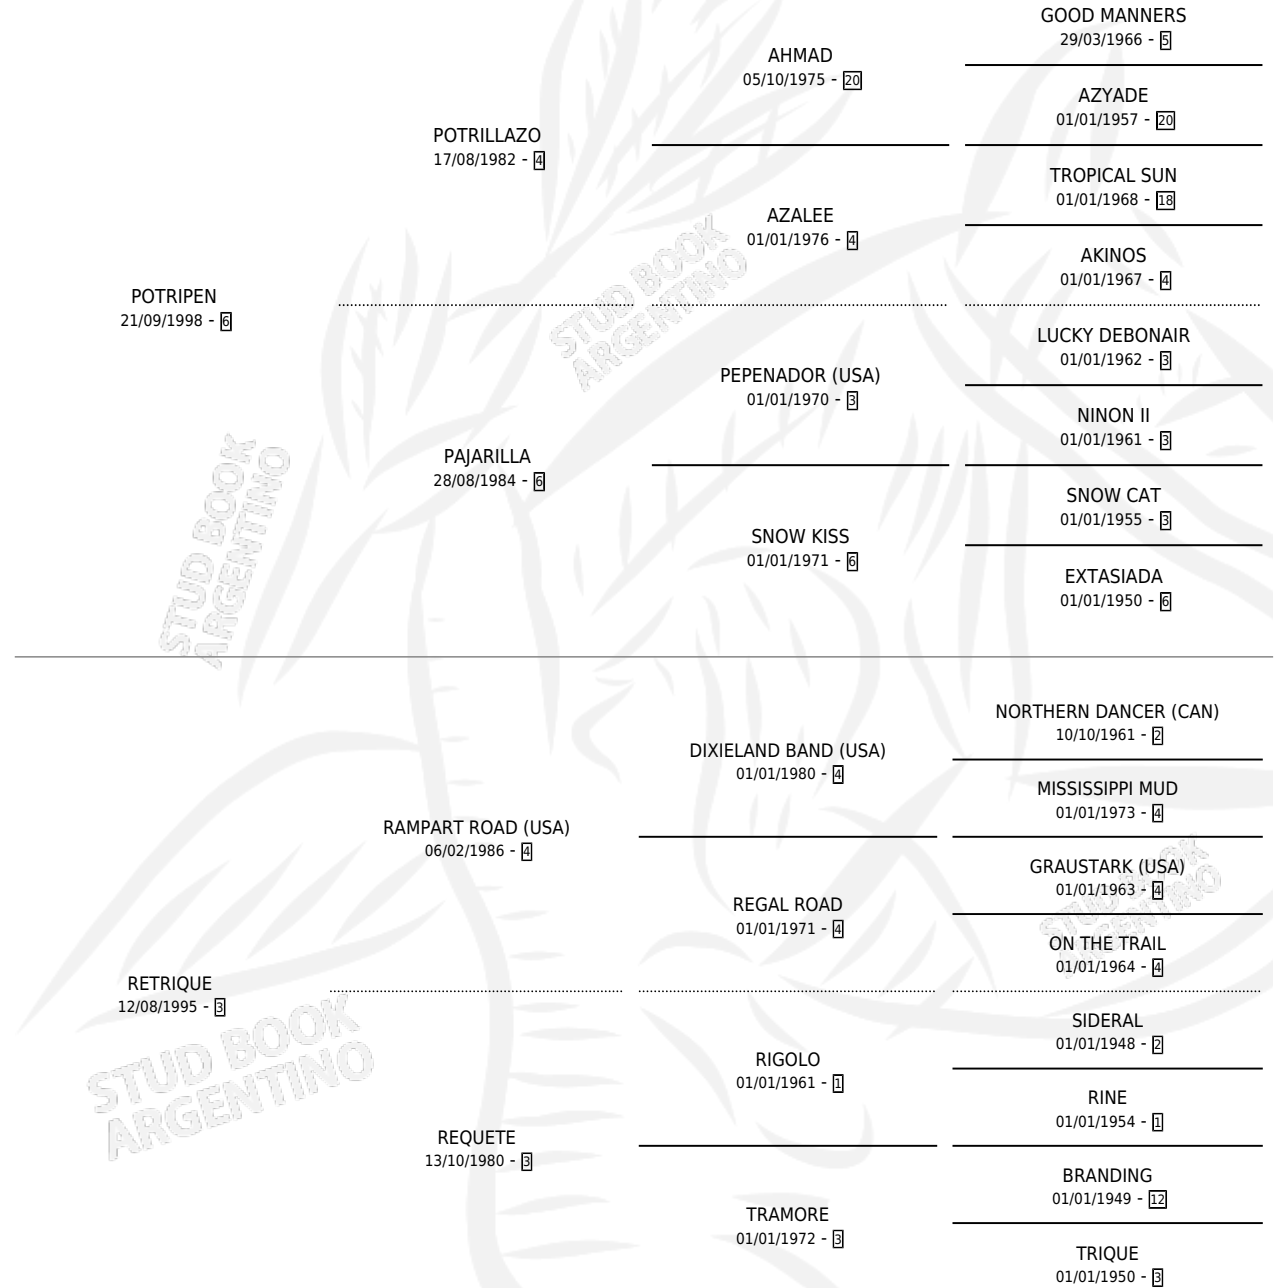 GOOD MANNERS
29/03/1966 - 5
AHMAD
05/10/1975 - 20
AZYADE
01/01/1957 - 20
POTRILLAZO
17/08/1982 - 4
TROPICAL SUN
01/01/1968 - 18
AZALEE
01/01/1976 - 4
AKINOS
01/01/1967 - 4
POTRIPEN
21/09/1998 - 6
LUCKY DEBONAIR
01/01/1962 - 3
PEPENADOR (USA)
01/01/1970 - 3
NINON II
01/01/1961 - 3
PAJARILLA
28/08/1984 - 6
SNOW CAT
01/01/1955 - 3
SNOW KISS
01/01/1971 - 6
EXTASIADA
01/01/1950 - 6
STUD BOOK
ARGENTINO
STUD BOOK
ARGENTINO
NORTHERN DANCER (CAN)
10/10/1961 - 2
DIXIELAND BAND (USA)
01/01/1980 - 4
MISSISSIPPI MUD
01/01/1973 - 4
RAMPART ROAD (USA)
06/02/1986 - 4
GRAUSTARK (USA)
01/01/1963 - 4
REGAL ROAD
01/01/1971 - 4
ON THE TRAIL
01/01/1964 - 4
RETRIQUE
12/08/1995 - 3
SIDERAL
01/01/1948 - 2
RIGOLO
01/01/1961 - 1
RINE
01/01/1954 - 1
REQUETE
13/10/1980 - 3
BRANDING
01/01/1949 - 12
TRAMORE
01/01/1972 - 3
TRIQUE
01/01/1950 - 3
STUD BOOK
ARGENTINO
STUD BOOK
ARGENTINO